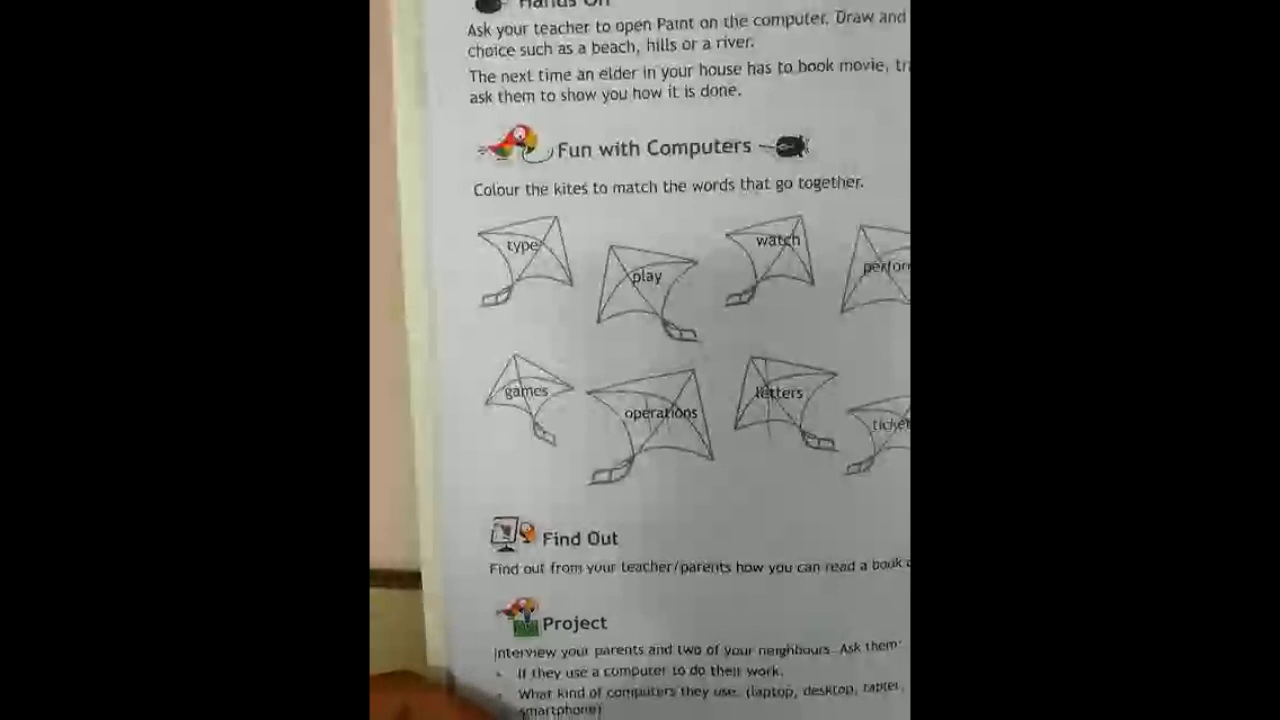 Hands On
Ask your teacher to open Paint on the computer. Draw and
choice such as a beach, hills or a river.
The next time an elder in your house has to book movie,
ask them to show you how it is done.
Fun with Computers
Colour the kites to match the words that go together.
type
play
watch
games
operations
letters
Find Out
Find out from your teacher/parents how you can read a book
Project
Interview your parents and two of your neighbours. Ask them:
• If they use a computer to do their work.
• What kind of computers they use. (laptop, desktop, tablet,
smartphone)